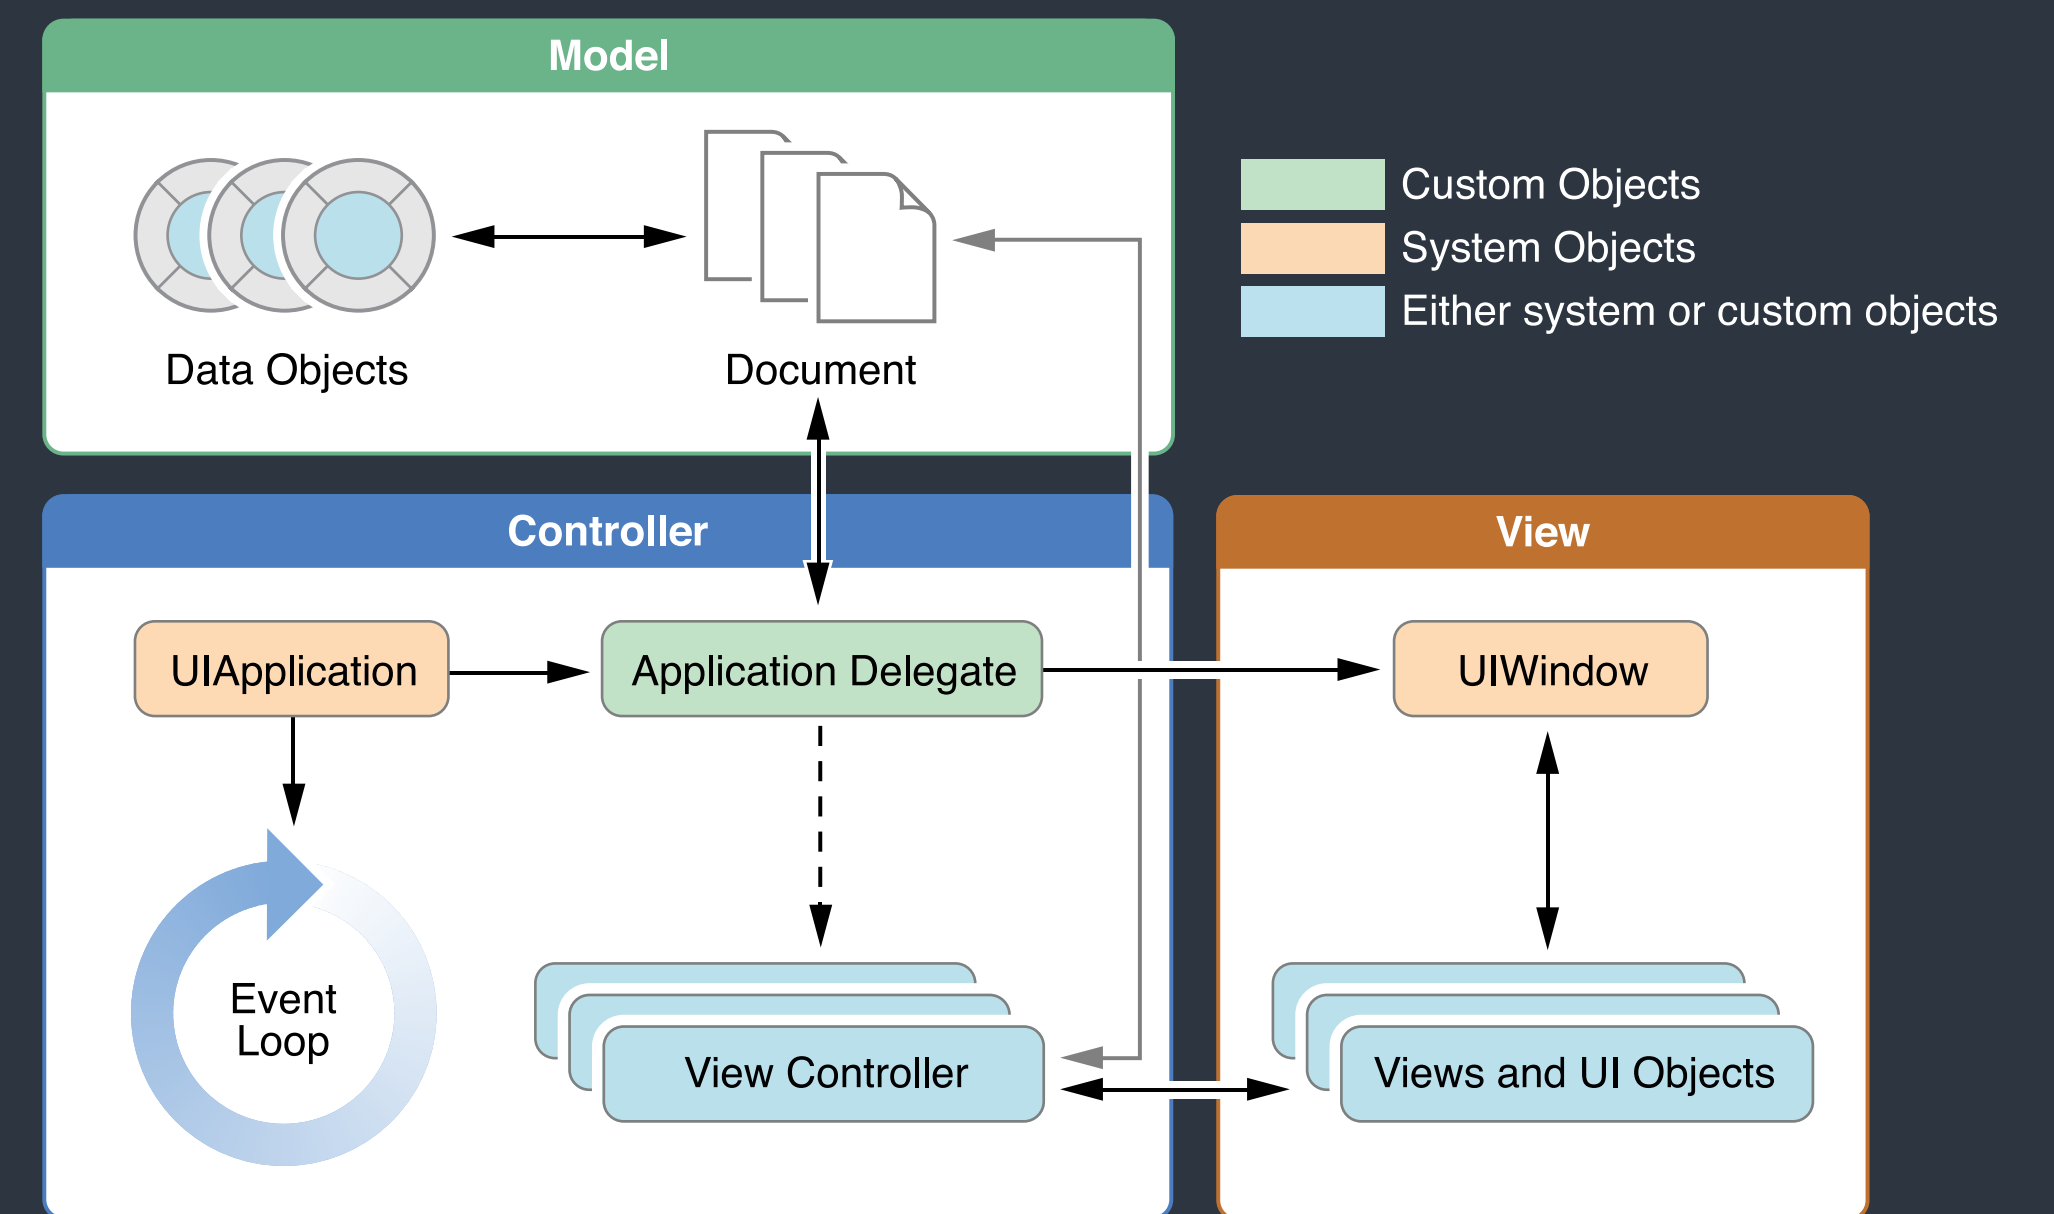 Model
Data Objects
Document
Custom Objects
System Objects
Either system or custom objects
Controller
UIApplication
Application Delegate
Event
Loop
View Controller
View
UIWindow
Views and UI Objects